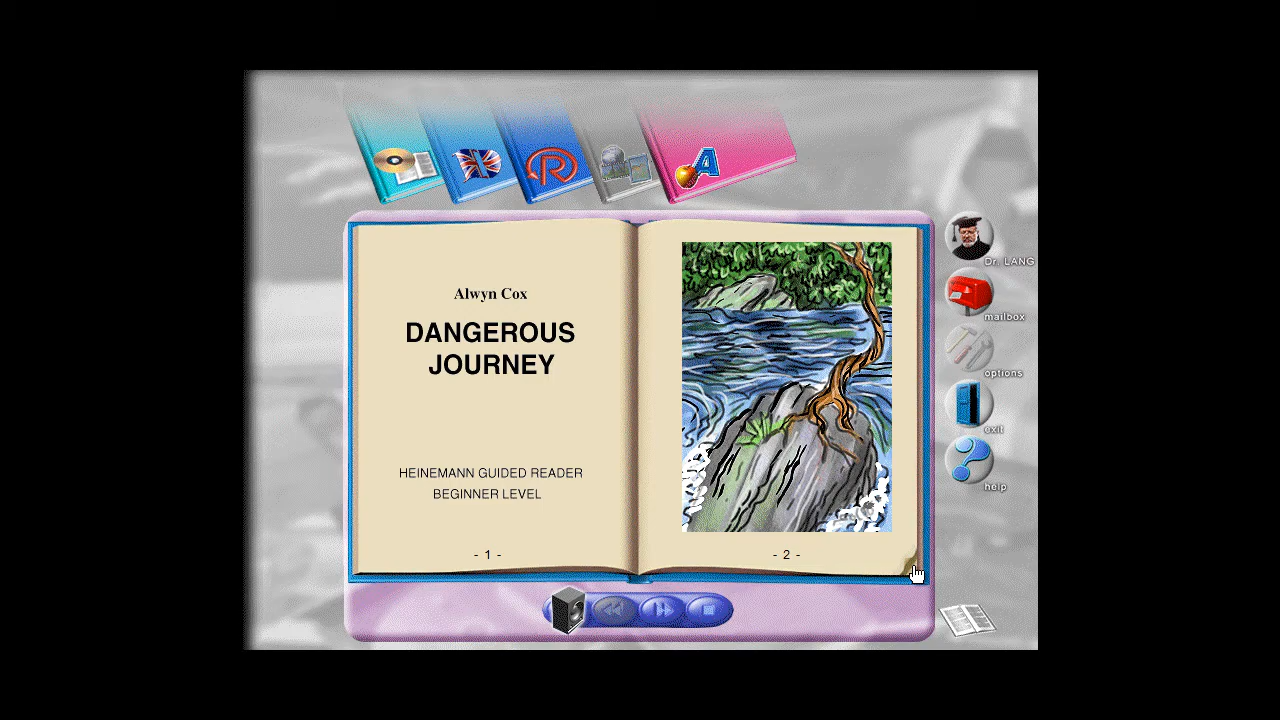 Alwyn Cox
DANGEROUS
JOURNEY
HEINEMANN GUIDED READER
BEGINNER LEVEL
- 1 -
- 2 -
Dr. LANG
mailbox
options
exit
help
R
A